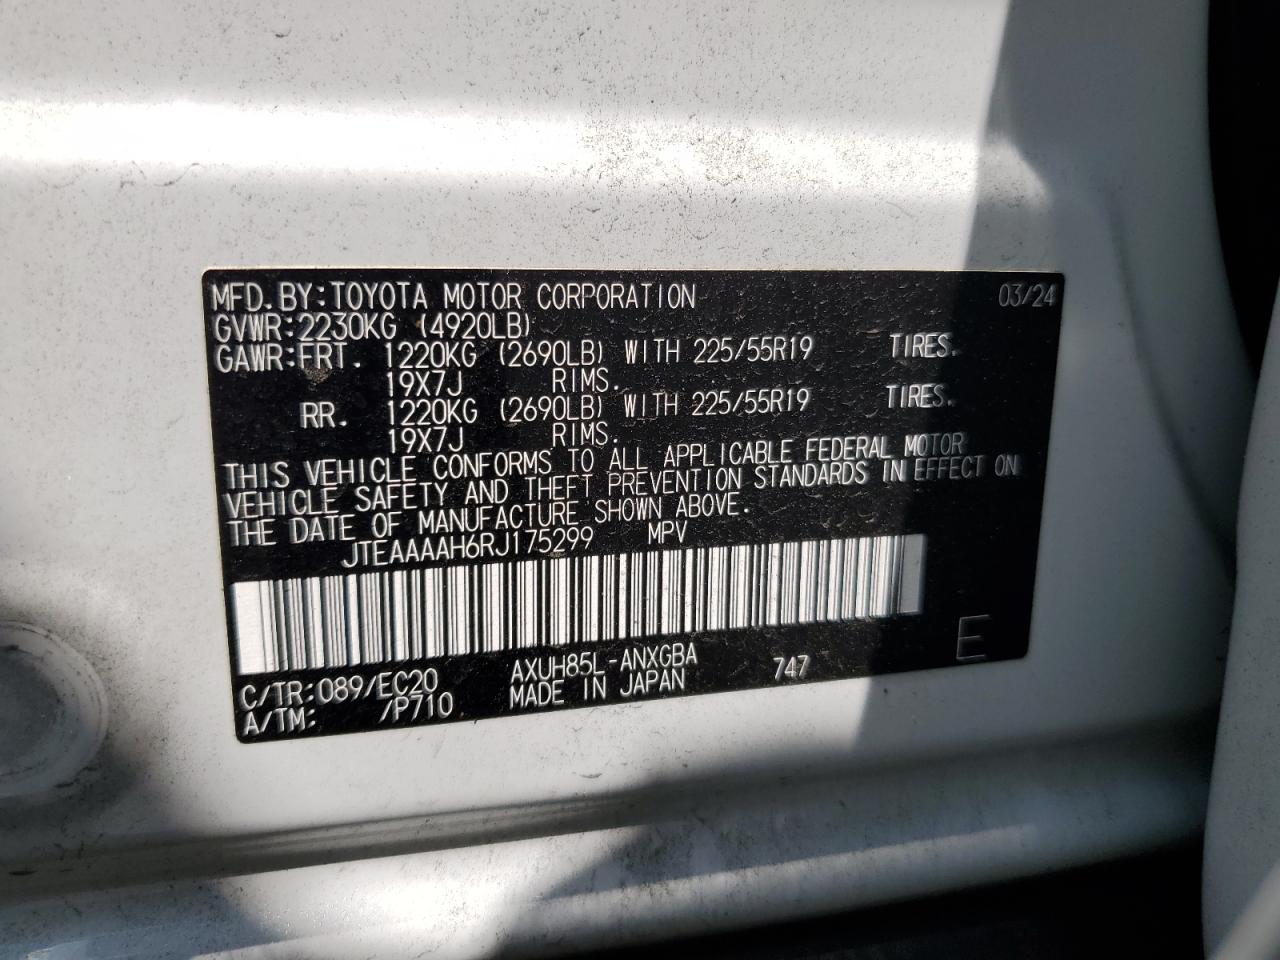 MFD.BY:TOYOTA MOTOR CORPORATION 03/24
GVWR:2230KG (4920LB)
GAWR:FRT. 1220KG (2690LB) WITH 225/55R19 TIRES.
19X7J RIMS.
RR. 1220KG (2690LB) WITH 225/55R19 TIRES.
19X7J RIMS.
THIS VEHICLE CONFORMS TO ALL APPLICABLE FEDERAL MOTOR
VEHICLE SAFETY AND THEFT PREVENTION STANDARDS IN EFFECT ON
THE DATE OF MANUFACTURE SHOWN ABOVE.
JTEAAAAH6RJ175299 MPV
E
C/TR:089/EC20 AXUH85L-ANXGBA 747
A/TM: /P710 MADE IN JAPAN